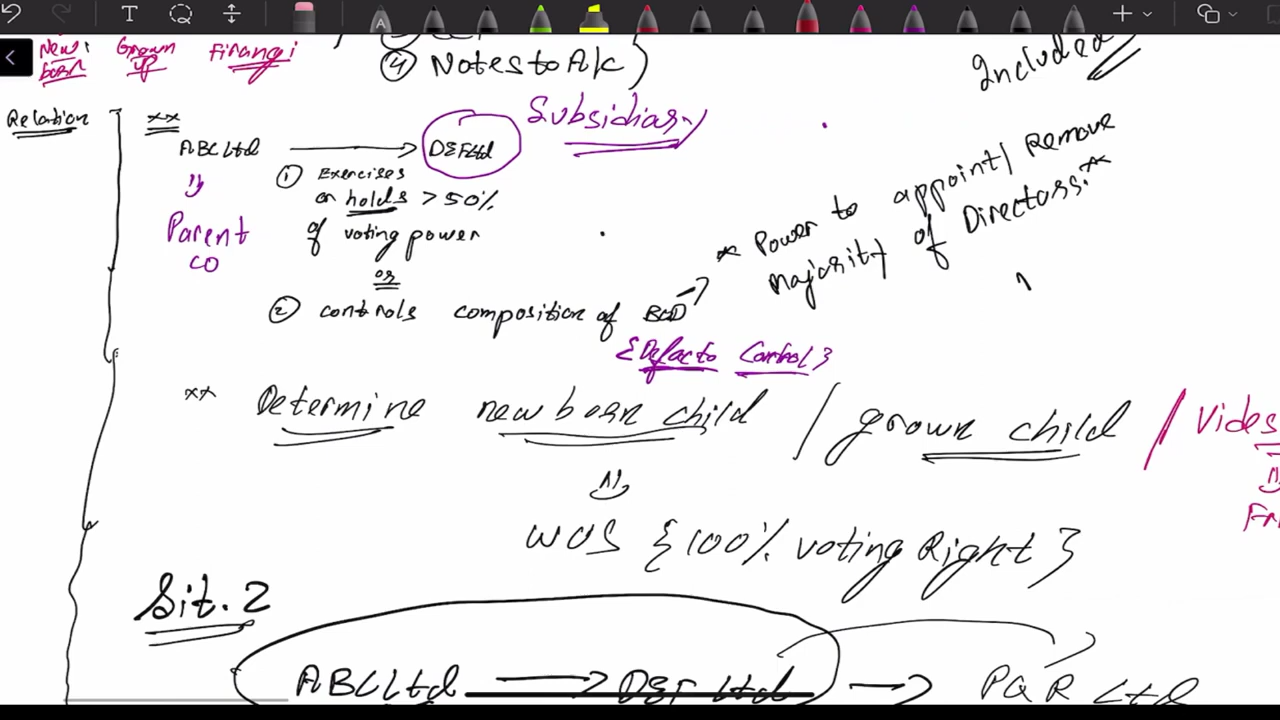 New born
Grown up
Firangi
④ Notes to A/c }
Included
Relation
**
ABC Ltd → DEF Ltd
Subsidiary
Parent co
① Exercises
or holds > 50%
of voting power
or
② controls composition of BOD →
* Power to appoint / Remove
majority of Directors.*
{Defacto Control}
** Determine new born child / grown child /
WOS {100% voting Right}
Sit. 2
ABC Ltd → DEF Ltd → PQR Ltd